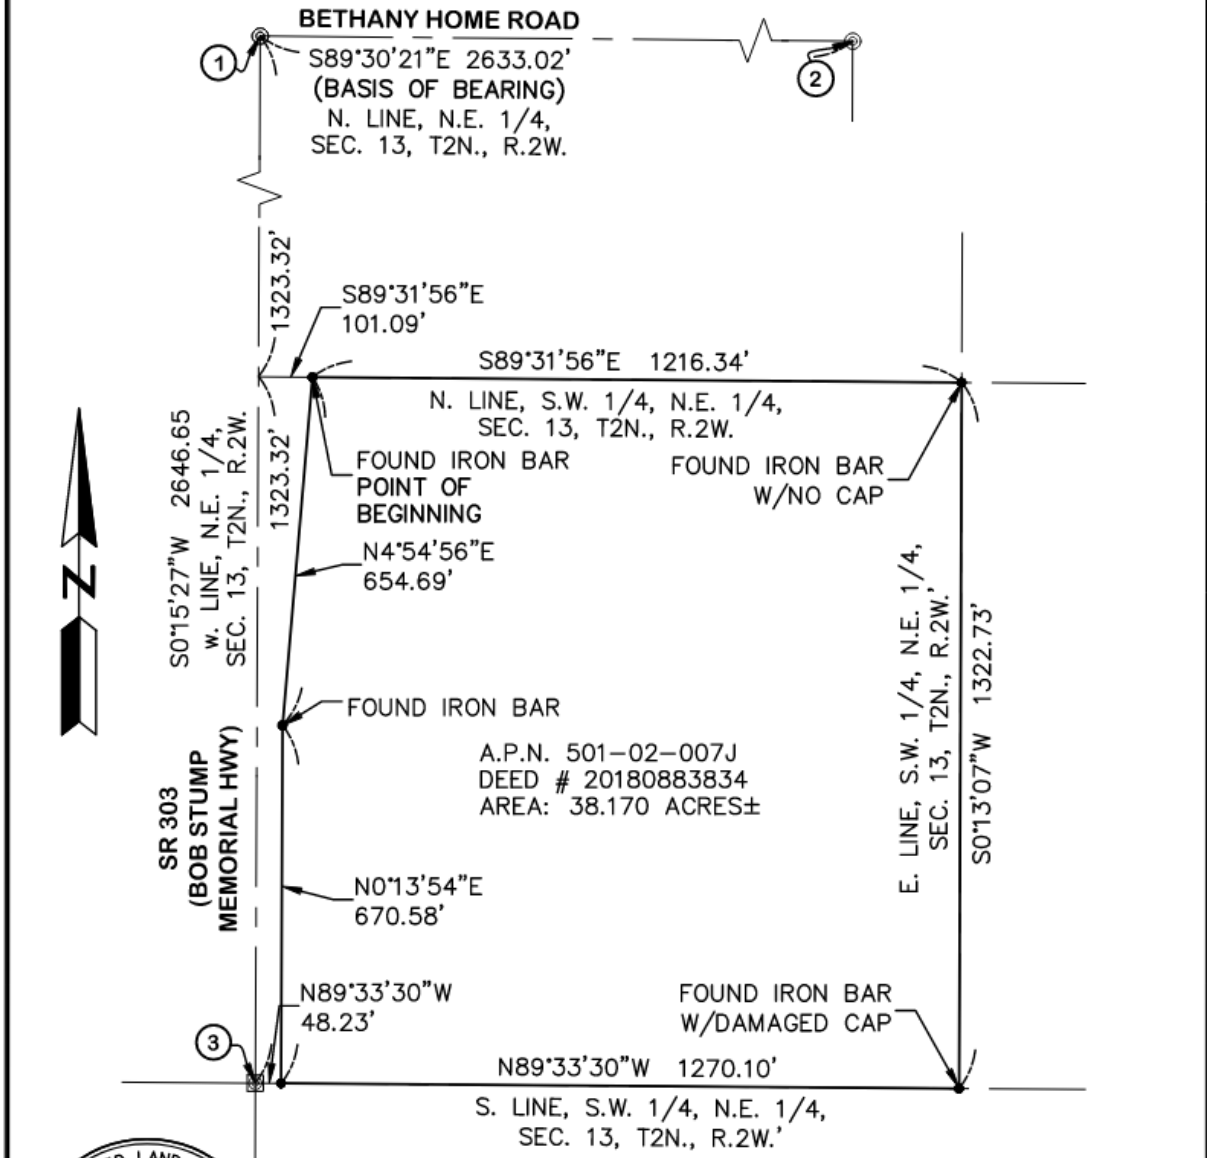 BETHANY HOME ROAD
1
S89°30'21"E 2633.02'
(BASIS OF BEARING)
N. LINE, N.E. 1/4,
SEC. 13, T2N., R.2W.
2
1323.32'
S89°31'56"E
101.09'
S89°31'56"E 1216.34'
N. LINE, S.W. 1/4, N.E. 1/4,
SEC. 13, T2N., R.2W.
S0°15'27"W 2646.65
w. LINE, N.E. 1/4,
SEC. 13, T2N., R.2W.
1323.32'
FOUND IRON BAR
POINT OF
BEGINNING
FOUND IRON BAR
W/NO CAP
N4°54'56"E
654.69'
N
FOUND IRON BAR
A.P.N. 501-02-007J
DEED # 20180883834
AREA: 38.170 ACRES±
E. LINE, S.W. 1/4, N.E. 1/4,
SEC. 13, T2N., R.2W.'
S0°13'07"W 1322.73'
SR 303
(BOB STUMP
MEMORIAL HWY)
N0°13'54"E
670.58'
N89°33'30"W
48.23'
FOUND IRON BAR
W/DAMAGED CAP
3
N89°33'30"W 1270.10'
S. LINE, S.W. 1/4, N.E. 1/4,
SEC. 13, T2N., R.2W.'
LAND